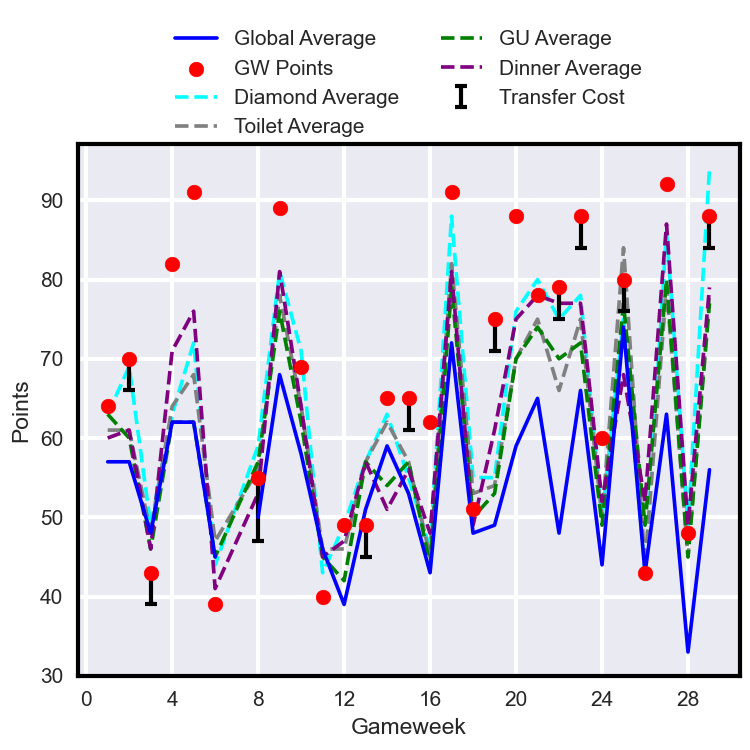 Global Average
GW Points
Diamond Average
Toilet Average
GU Average
Dinner Average
Transfer Cost
Points
90
80
70
60
50
40
30
0 4 8 12 16 20 24 28
Gameweek